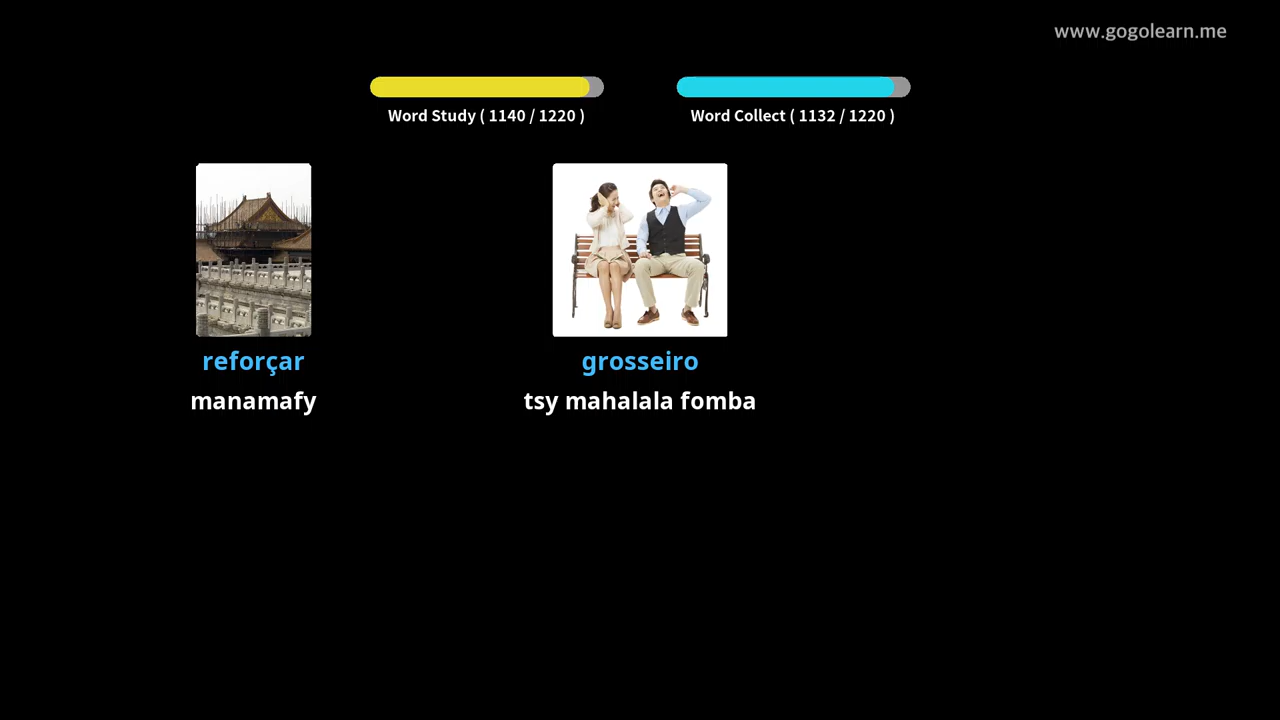 www.gogolearn.me
Word Study ( 1140 / 1220 )
Word Collect ( 1132 / 1220 )
reforçar
grosseiro
manamafy
tsy mahalala fomba